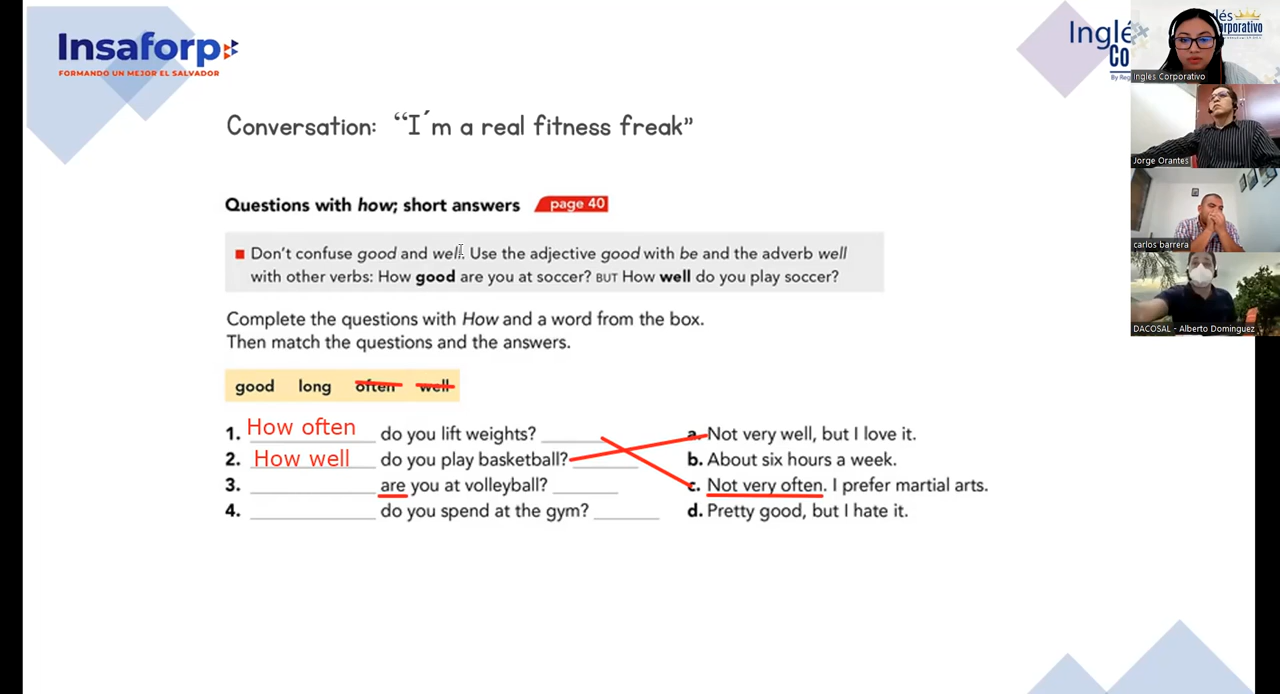 Insaforp
FORMANDO UN MEJOR EL SALVADOR
Conversation: “I´m a real fitness freak”
Questions with how; short answers page 40
Don't confuse good and well. Use the adjective good with be and the adverb well
with other verbs: How good are you at soccer? BUT How well do you play soccer?
Complete the questions with How and a word from the box.
Then match the questions and the answers.
good long often well
1. How often do you lift weights? a. Not very well, but I love it.
2. How well do you play basketball? b. About six hours a week.
3. are you at volleyball? c. Not very often. I prefer martial arts.
4. do you spend at the gym? d. Pretty good, but I hate it.
Inglés Corporativo
Jorge Orantes
carlos barrera
DACOSAL - Alberto Dominguez